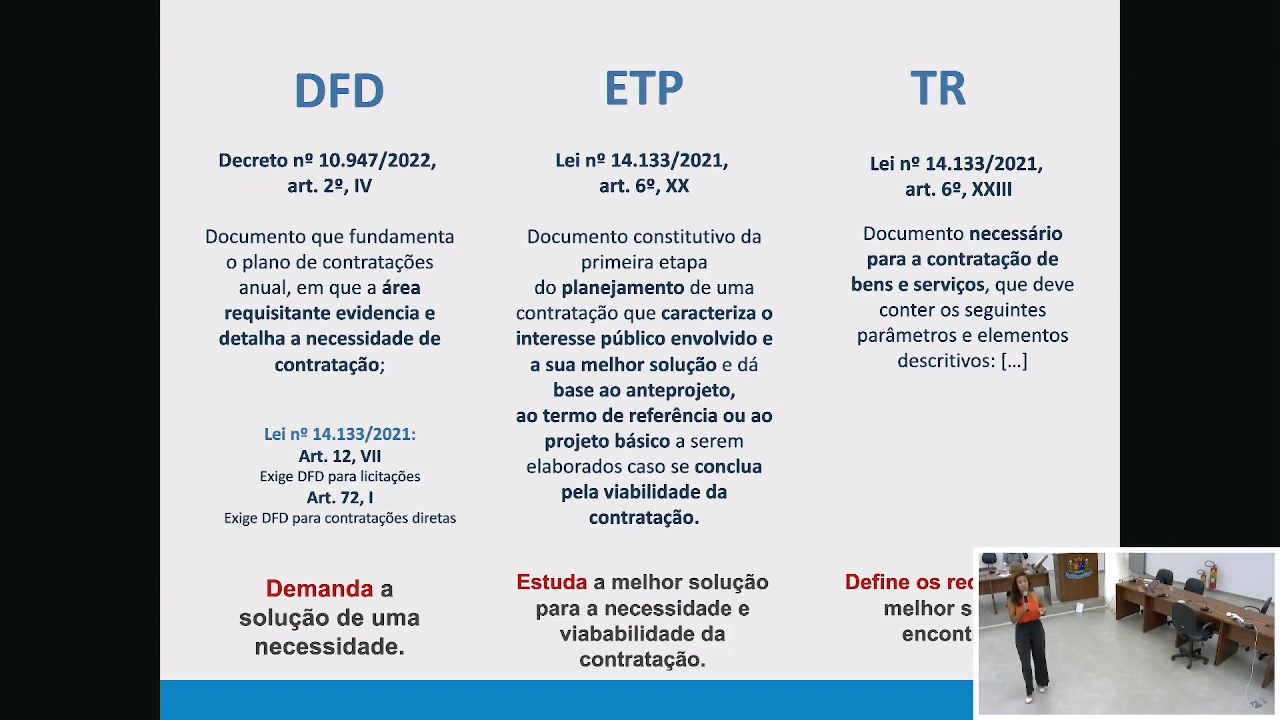 DFD
Decreto nº 10.947/2022,
art. 2º, IV
Documento que fundamenta
o plano de contratações
anual, em que a área
requisitante evidencia e
detalha a necessidade de
contratação;
Lei nº 14.133/2021:
Art. 12, VII
Exige DFD para licitações
Art. 72, I
Exige DFD para contratações diretas
Demanda a
solução de uma
necessidade.
ETP
Lei nº 14.133/2021,
art. 6º, XX
Documento constitutivo da
primeira etapa
do planejamento de uma
contratação que caracteriza o
interesse público envolvido e
a sua melhor solução e dá
base ao anteprojeto,
ao termo de referência ou ao
projeto básico a serem
elaborados caso se conclua
pela viabilidade da
contratação.
Estuda a melhor solução
para a necessidade e
viababilidade da
contratação.
TR
Lei nº 14.133/2021,
art. 6º, XXIII
Documento necessário
para a contratação de
bens e serviços, que deve
conter os seguintes
parâmetros e elementos
descritivos: [...]
Define os
melhor